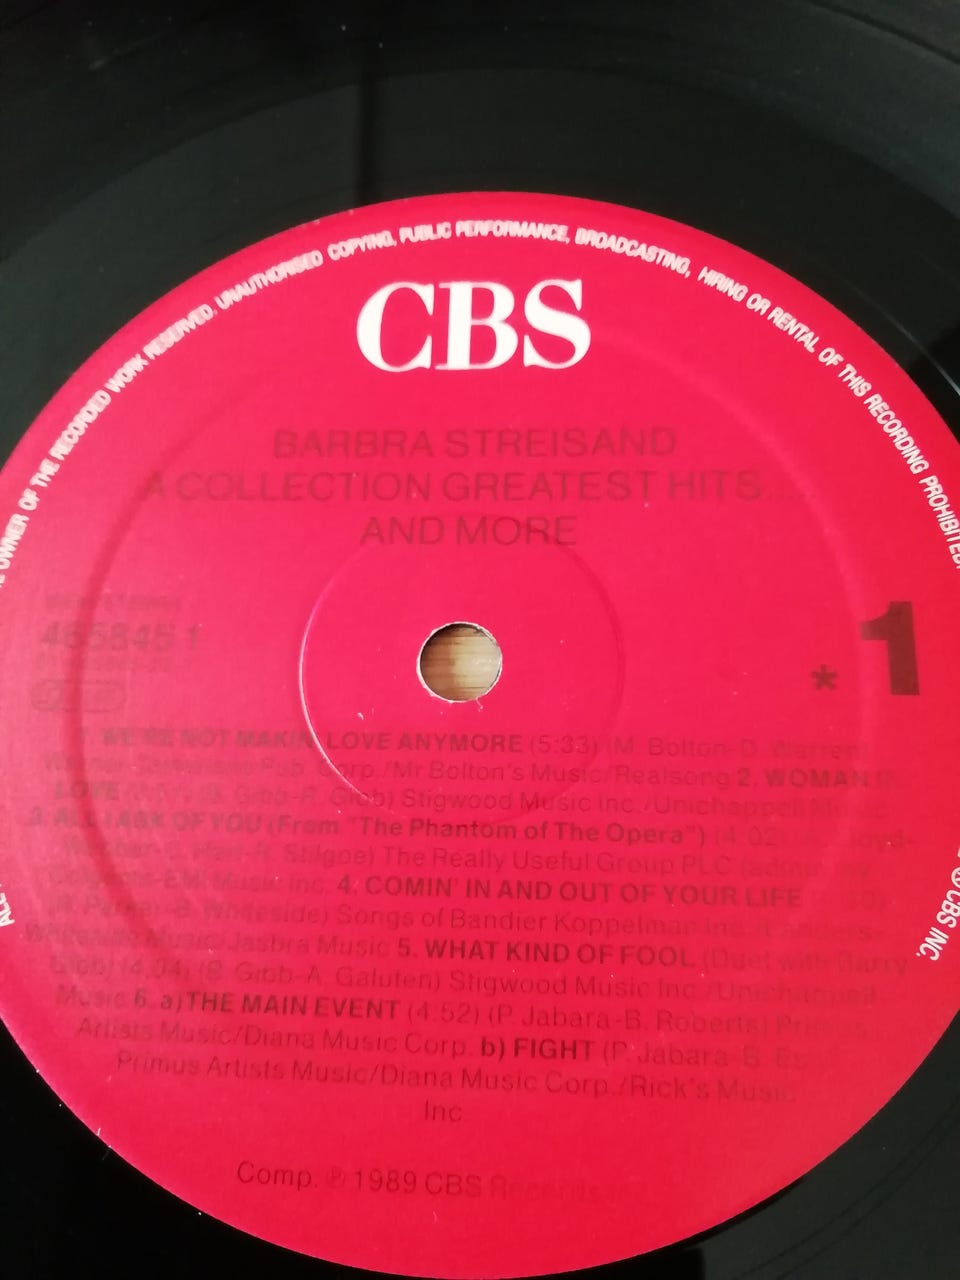 OWNER OF THE RECORDED WORK RESERVED. UNAUTHORISED COPYING, PUBLIC PERFORMANCE, BROADCASTING, HIRING OR RENTAL OF THIS RECORDING PROHIBITED.
CBS
BARBRA STREISAND
A COLLECTION GREATEST HITS...
AND MORE
465845 1
* 1
1. WE'RE NOT MAKIN' LOVE ANYMORE (5:33) (M. Bolton-D. Warren)
Pub. Corp./Mr Bolton's Music/Realsong 2. WOMAN IN
LOVE (B. Gibb-R. Gibb) Stigwood Music Inc./Unichappell Music
3. ALL I ASK OF YOU (From "The Phantom of The Opera") (4.02)
Hart-R. Stilgoe) The Really Useful Group PLC
Music Inc. 4. COMIN' IN AND OUT OF YOUR LIFE
(R. Parker-B. Whiteside) Songs of Bandier Koppelman Inc.
Whiteside Music/Jasbra Music 5. WHAT KIND OF FOOL (Duet with Barry
Gibb) (4.04) (B. Gibb-A. Galuten) Stigwood Music Inc./Unichappell
Music 6. a) THE MAIN EVENT (4.52) (P. Jabara-B. Roberts) Primus
Artists Music/Diana Music Corp. b) FIGHT (P. Jabara-B.
Primus Artists Music/Diana Music Corp./Rick's Music
Inc.
Comp. ℗ 1989 CBS Records
℗ CBS INC.